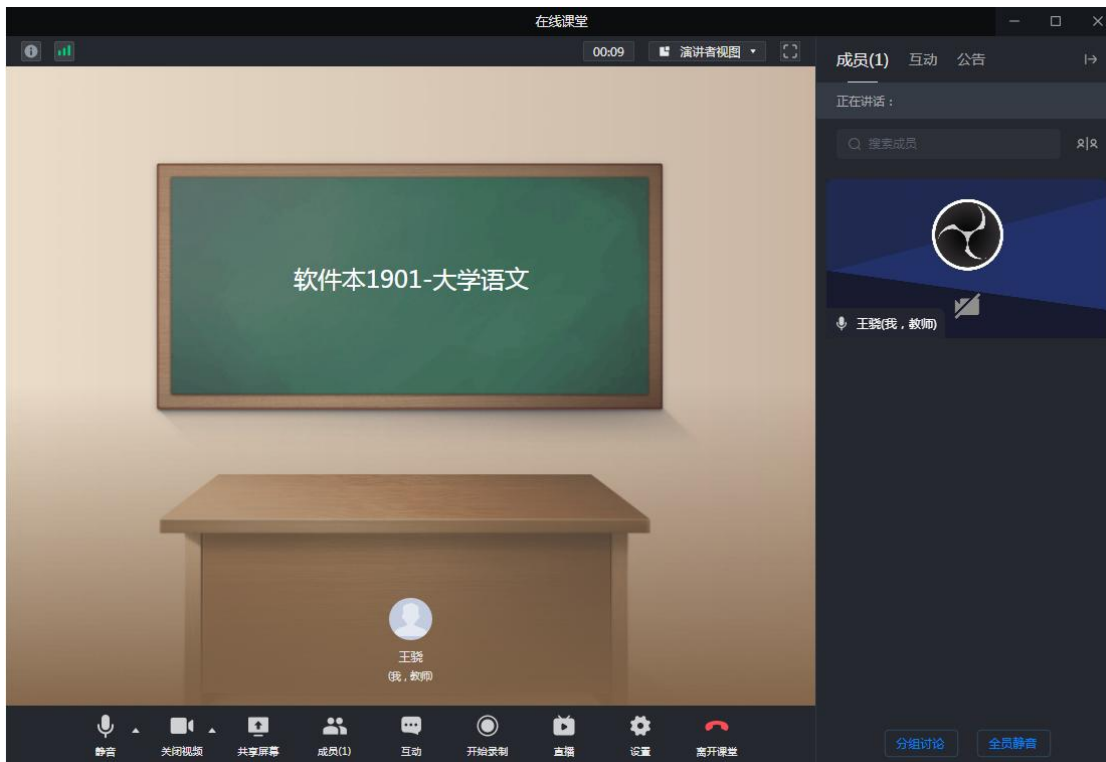 在线课堂
00:09
演讲者视图
成员(1) 互动 公告
正在讲话：
搜索成员
软件本1901-大学语文
王骁(我，教师)
王骁
(我，教师)
静音
关闭视频
共享屏幕
成员(1)
互动
开始录制
直播
设置
离开课堂
分组讨论
全员静音